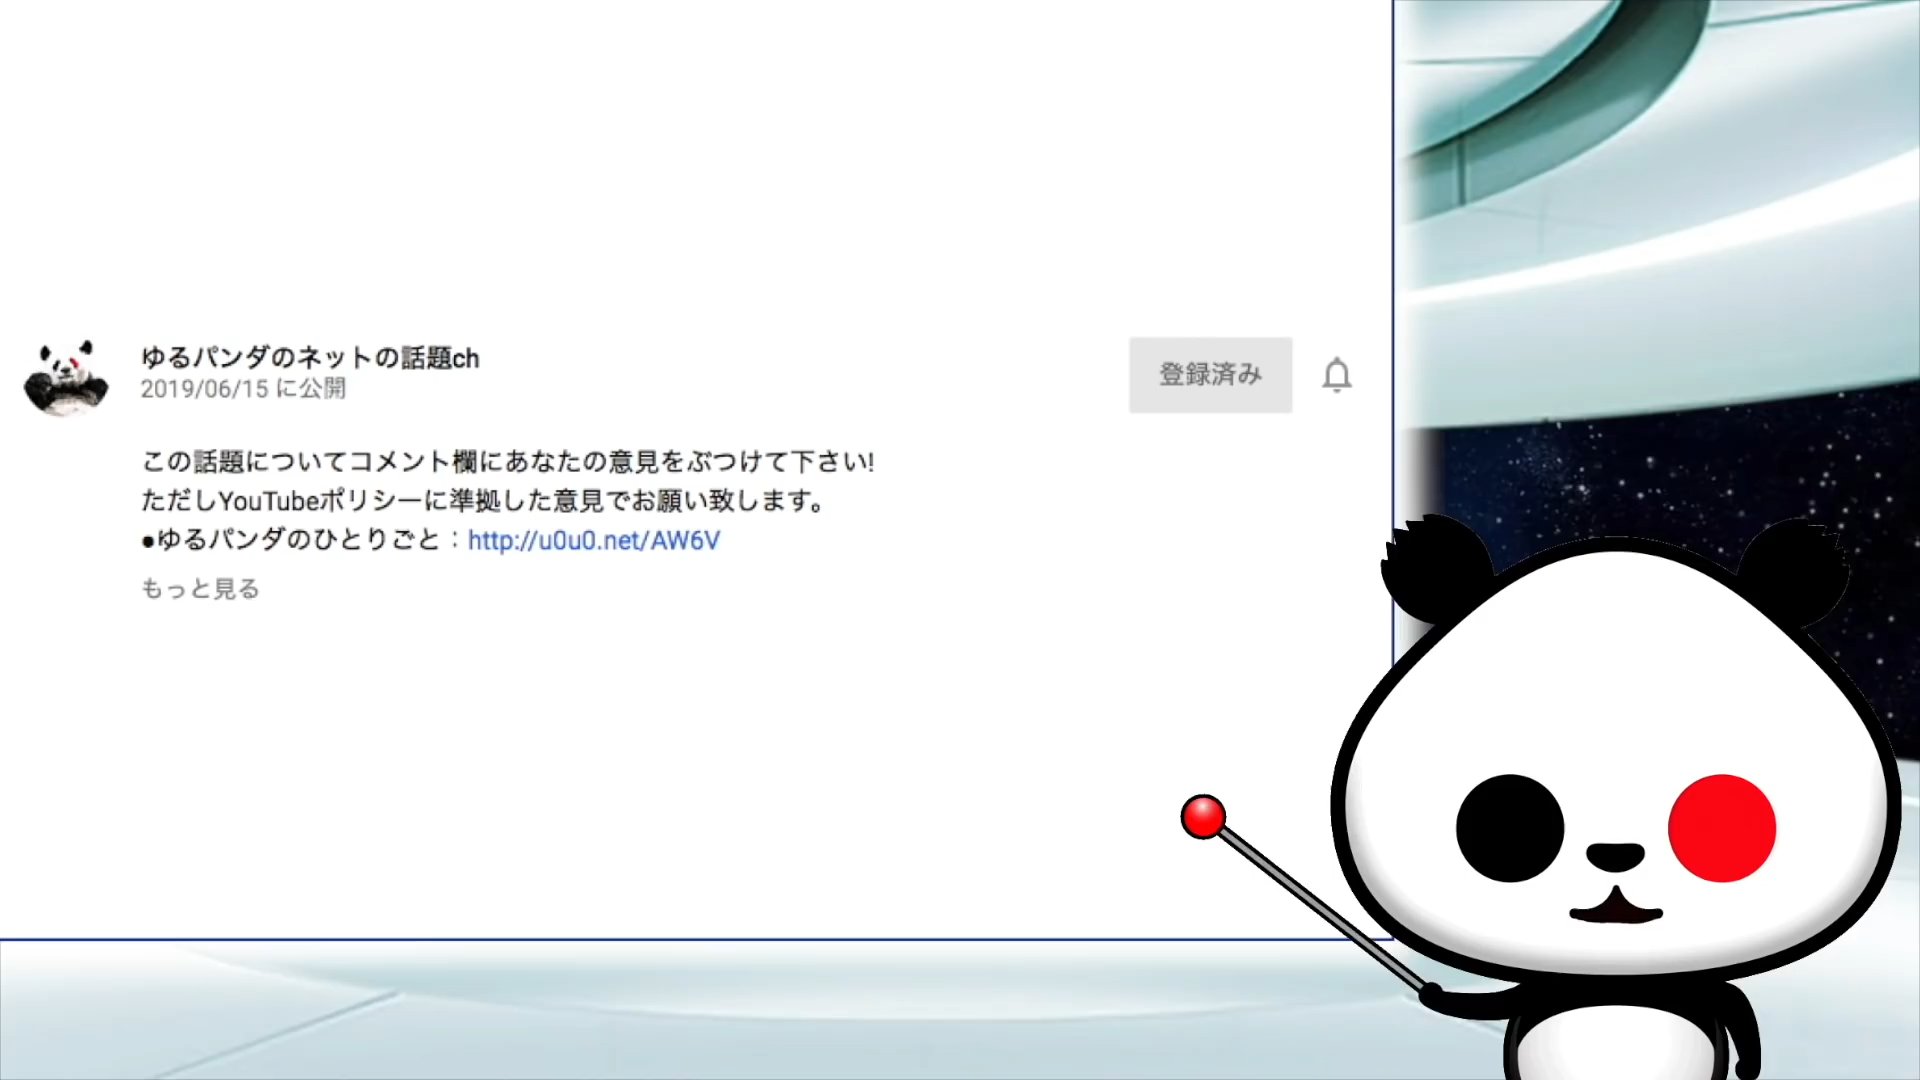 ゆるパンダのネットの話題ch
2019/06/15 に公開
登録済み
この話題についてコメント欄にあなたの意見をぶつけて下さい!
ただしYouTubeポリシーに準拠した意見でお願い致します。
●ゆるパンダのひとりごと：http://u0u0.net/AW6V
もっと見る